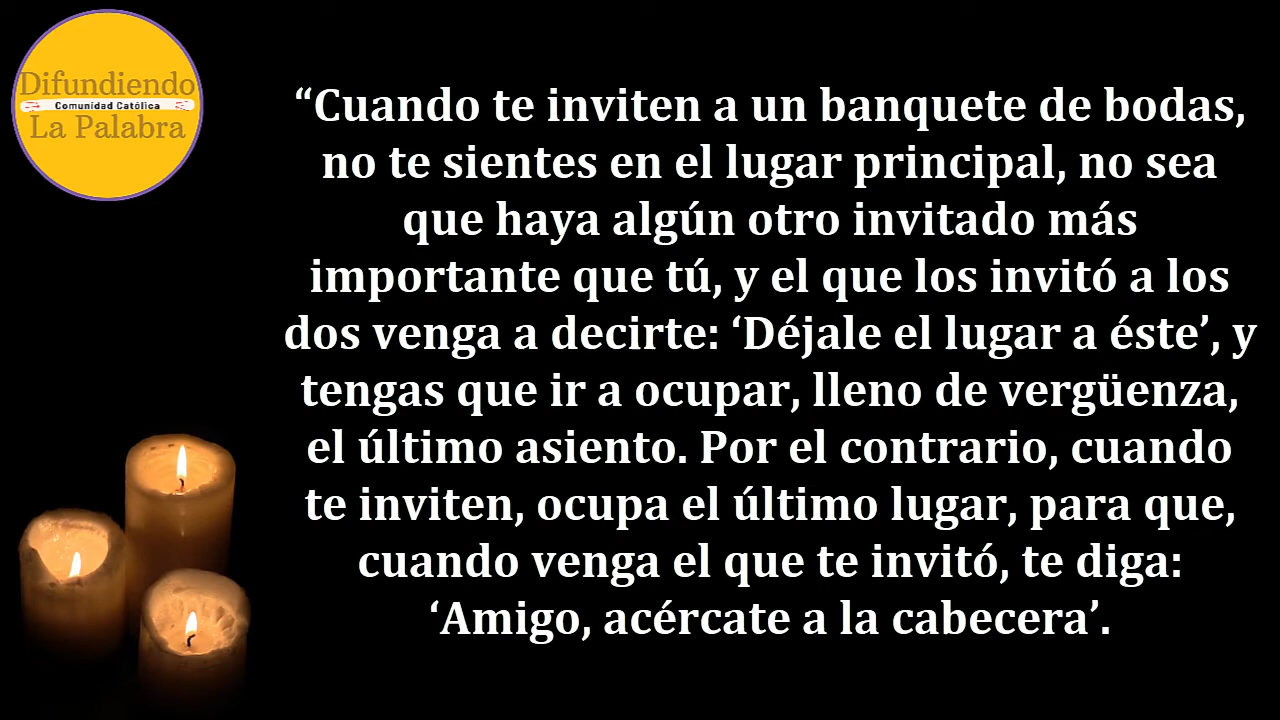 Difundiendo
Comunidad Católica
La Palabra
“Cuando te inviten a un banquete de bodas,
no te sientes en el lugar principal, no sea
que haya algún otro invitado más
importante que tú, y el que los invitó a los
dos venga a decirte: ‘Déjale el lugar a éste’, y
tengas que ir a ocupar, lleno de vergüenza,
el último asiento. Por el contrario, cuando
te inviten, ocupa el último lugar, para que,
cuando venga el que te invitó, te diga:
‘Amigo, acércate a la cabecera’.